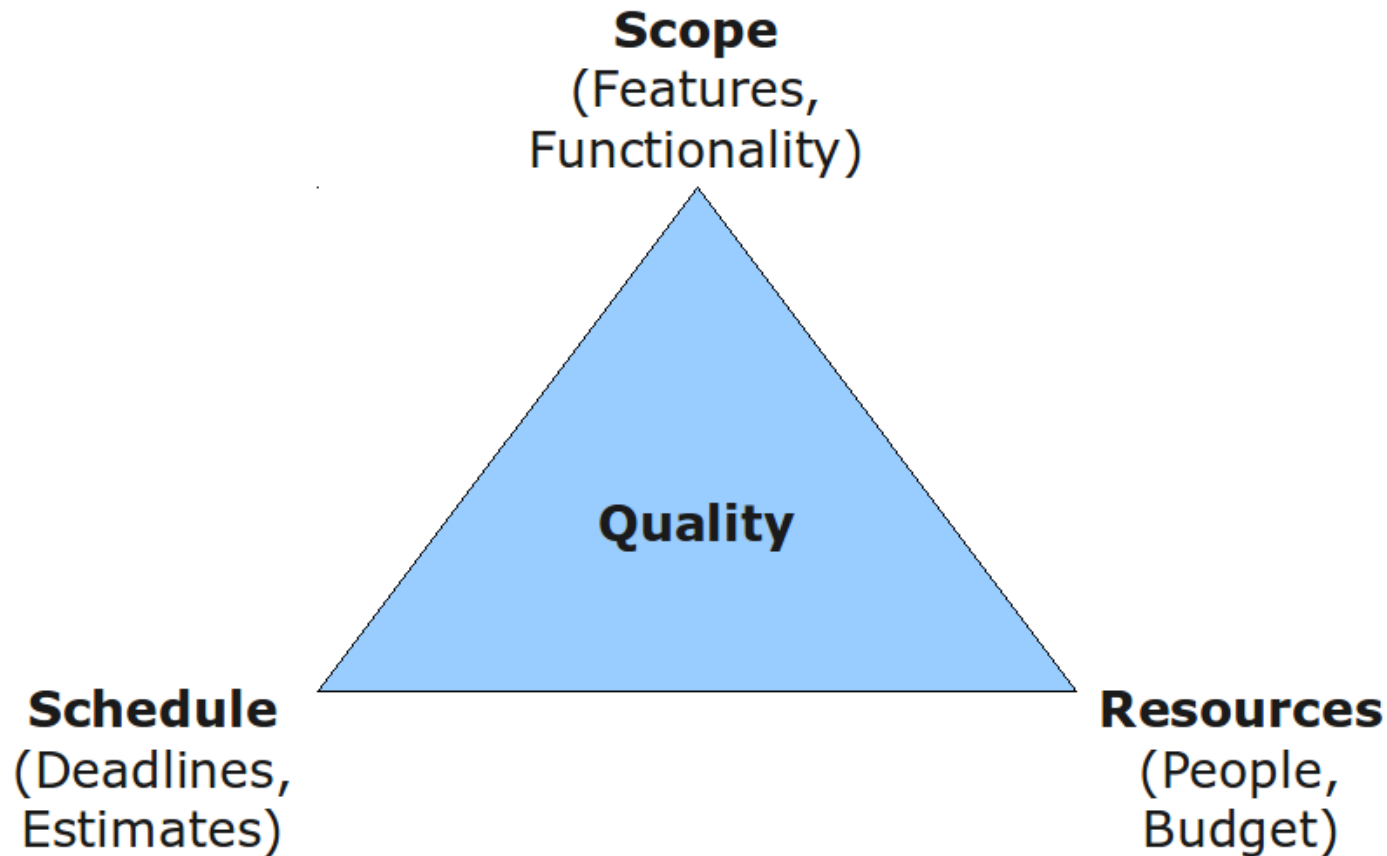 Scope
(Features,
Functionality)
Quality
Schedule
(Deadlines,
Estimates)
Resources
(People,
Budget)